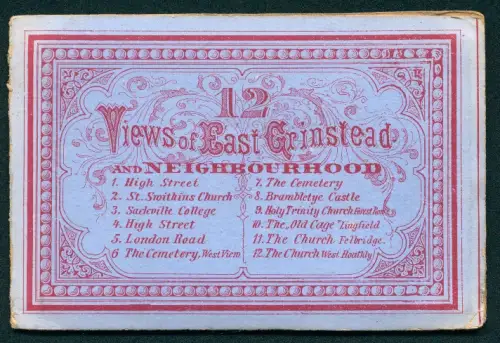 12
Views of East Grinstead
AND NEIGHBOURHOOD
1. High Street
2. St. Swithins Church
3. Sackville College
4. High Street
5. London Road
6 The Cemetery, West View
7. The Cemetery
8. Brambletye Castle
9. Holy Trinity Church Forest Row
10. The "Old Cage" Lingfield
11. The Church Felbridge.
12. The Church West Hoathly